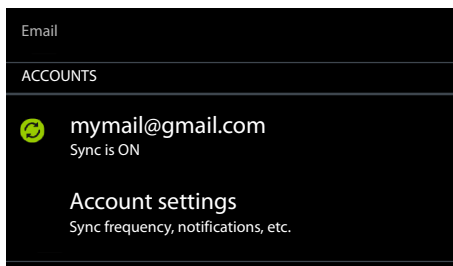 Email
ACCOUNTS
mymail@gmail.com
Sync is ON
Account settings
Sync frequency, notifications, etc.